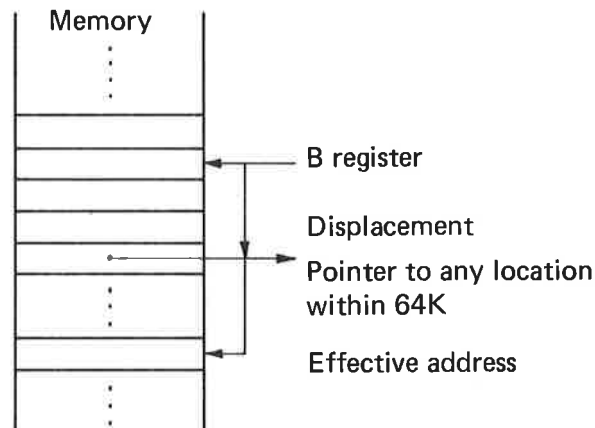 Memory
B register
Displacement
Pointer to any location
within 64K
Effective address